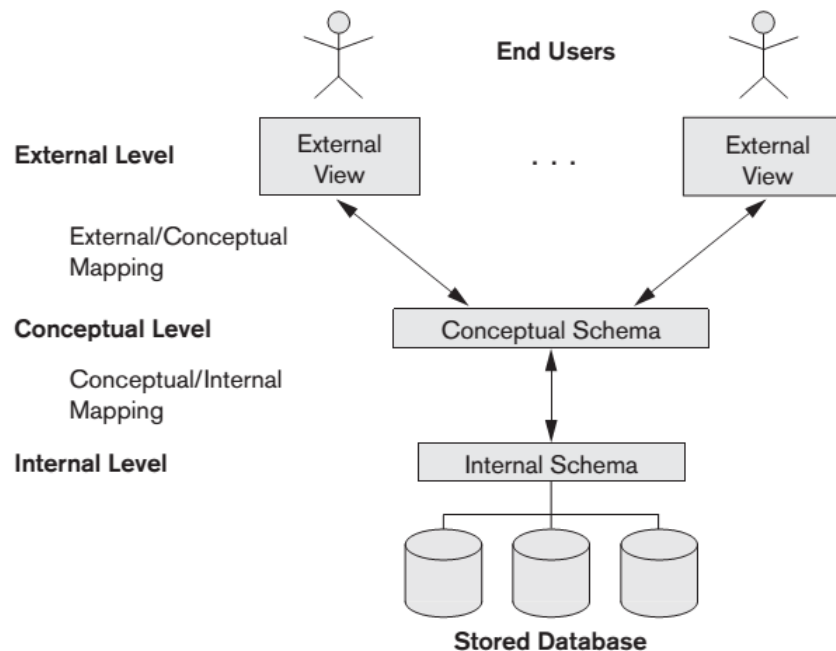 End Users
External Level
External
View
. . .
External
View
External/Conceptual
Mapping
Conceptual Level
Conceptual Schema
Conceptual/Internal
Mapping
Internal Level
Internal Schema
Stored Database